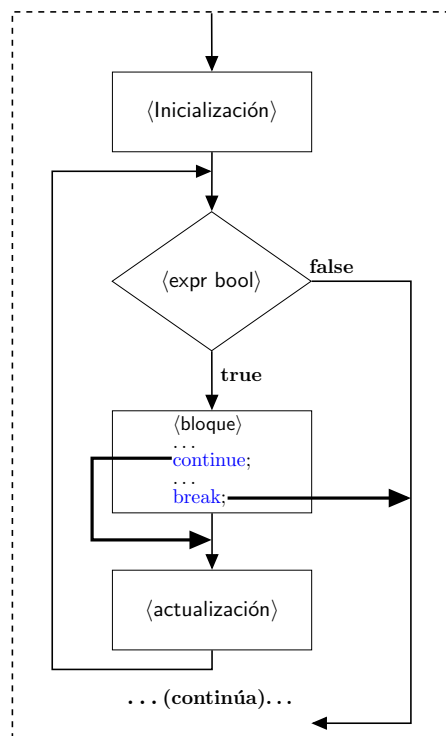 ⟨Inicialización⟩
⟨expr bool⟩
false
true
⟨bloque⟩
...
continue;
...
break;
⟨actualización⟩
...(continúa)...